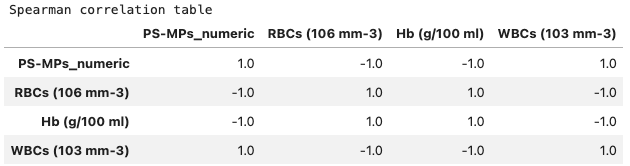 Spearman correlation table
PS-MPs_numeric RBCs (106 mm-3) Hb (g/100 ml) WBCs (103 mm-3)
PS-MPs_numeric 1.0 -1.0 -1.0 1.0
RBCs (106 mm-3) -1.0 1.0 1.0 -1.0
Hb (g/100 ml) -1.0 1.0 1.0 -1.0
WBCs (103 mm-3) 1.0 -1.0 -1.0 1.0